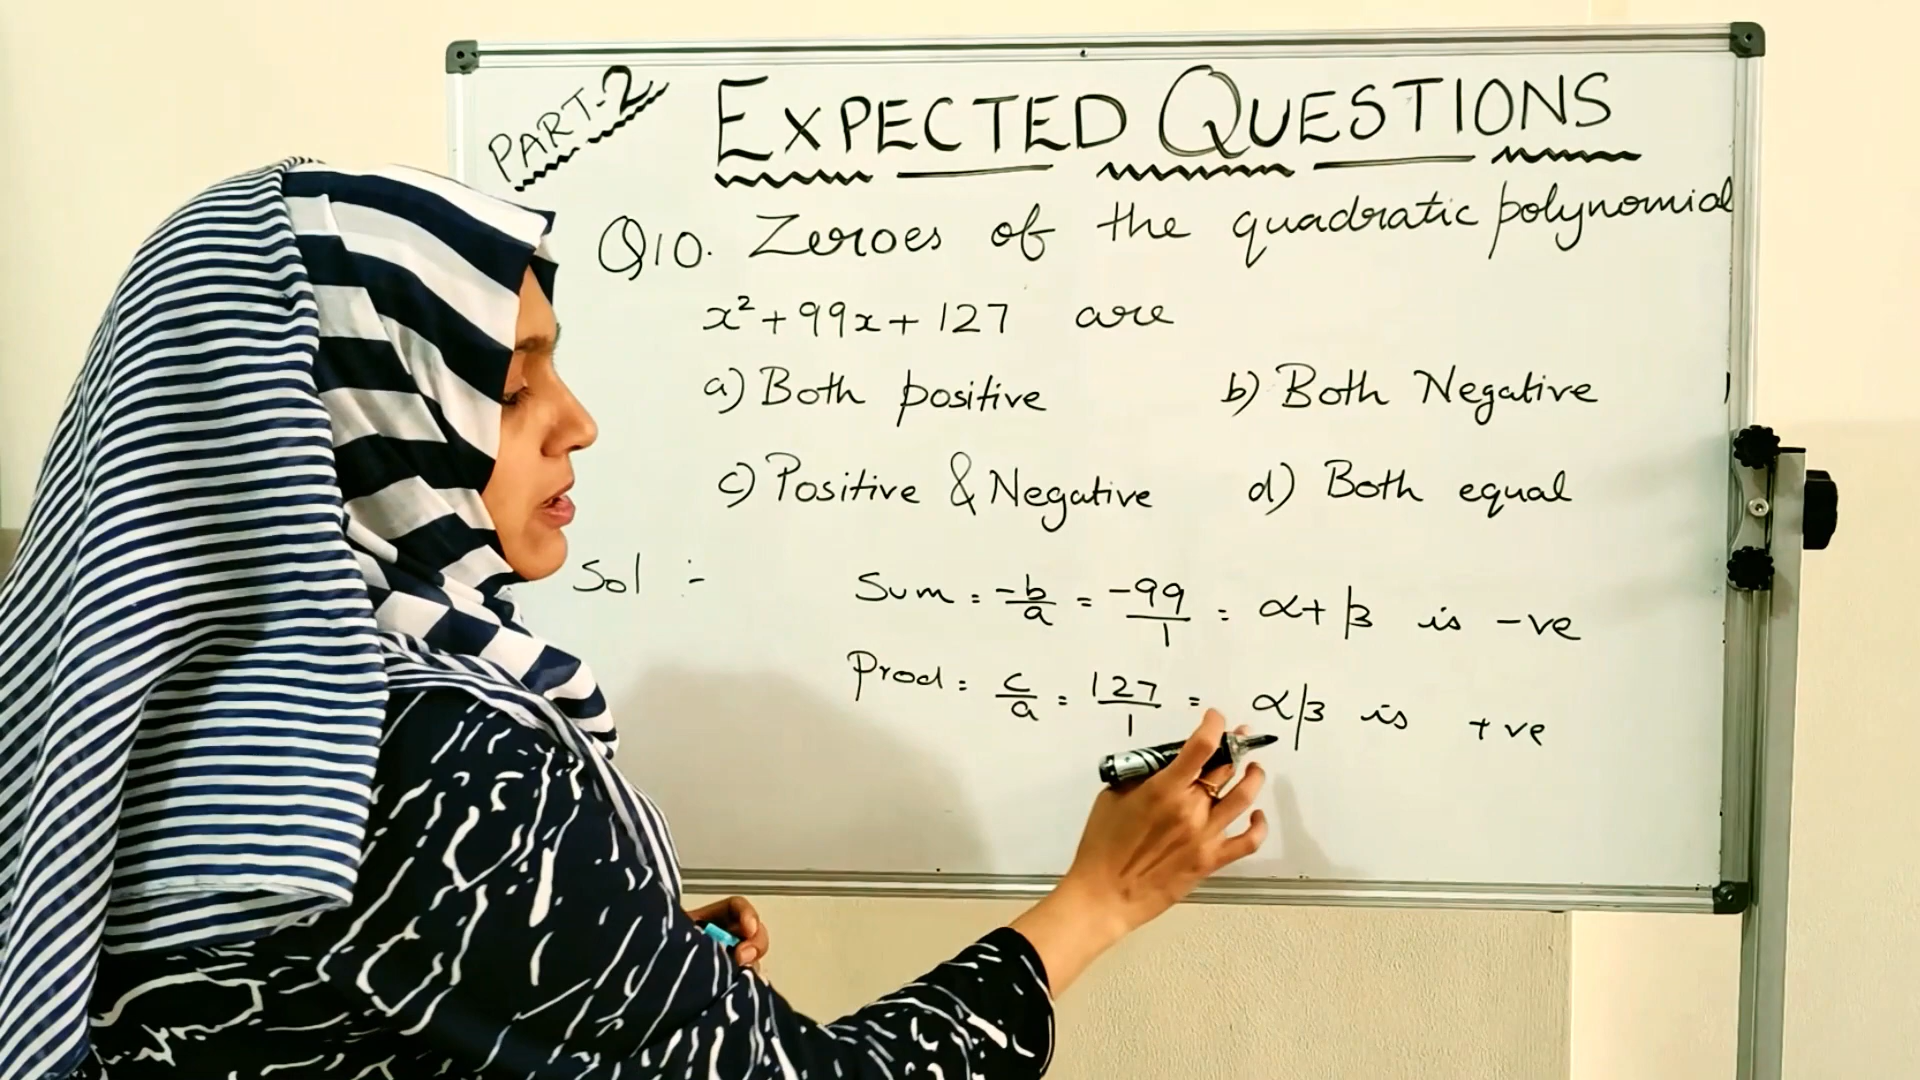 PART-2
EXPECTED QUESTIONS
Q10. Zeroes of the quadratic polynomial
x² + 99x + 127 are
a) Both positive b) Both Negative
c) Positive & Negative d) Both equal
Sol :- Sum = -b/a = -99/1 = α+β is -ve
Prod = c/a = 127/1 = αβ is +ve